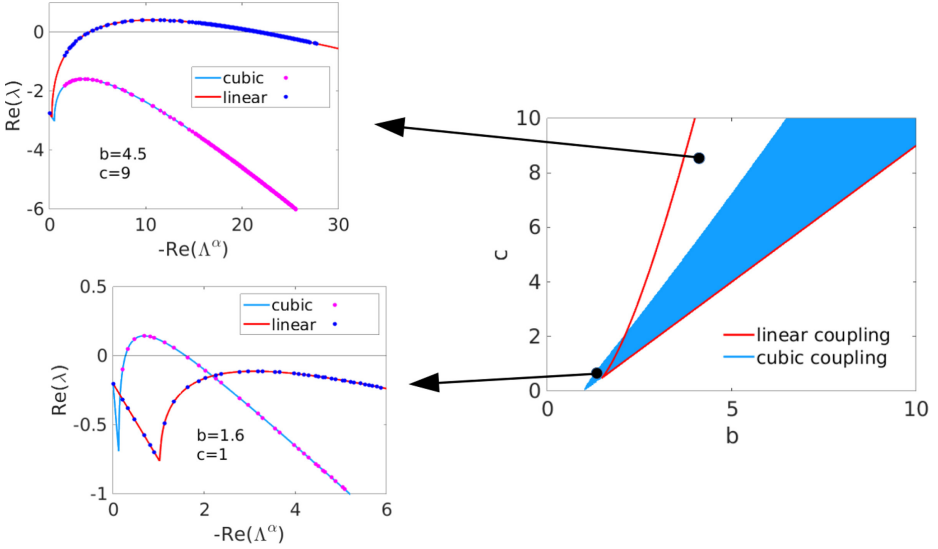 0
-2
-4
-6
Re(λ)
cubic
linear
b=4.5
c=9
0
10
20
30
-Re(Λ^α)
0.5
0
-0.5
-1
Re(λ)
cubic
linear
b=1.6
c=1
0
2
4
6
-Re(Λ^α)
10
8
6
4
2
0
c
linear coupling
cubic coupling
0
5
10
b